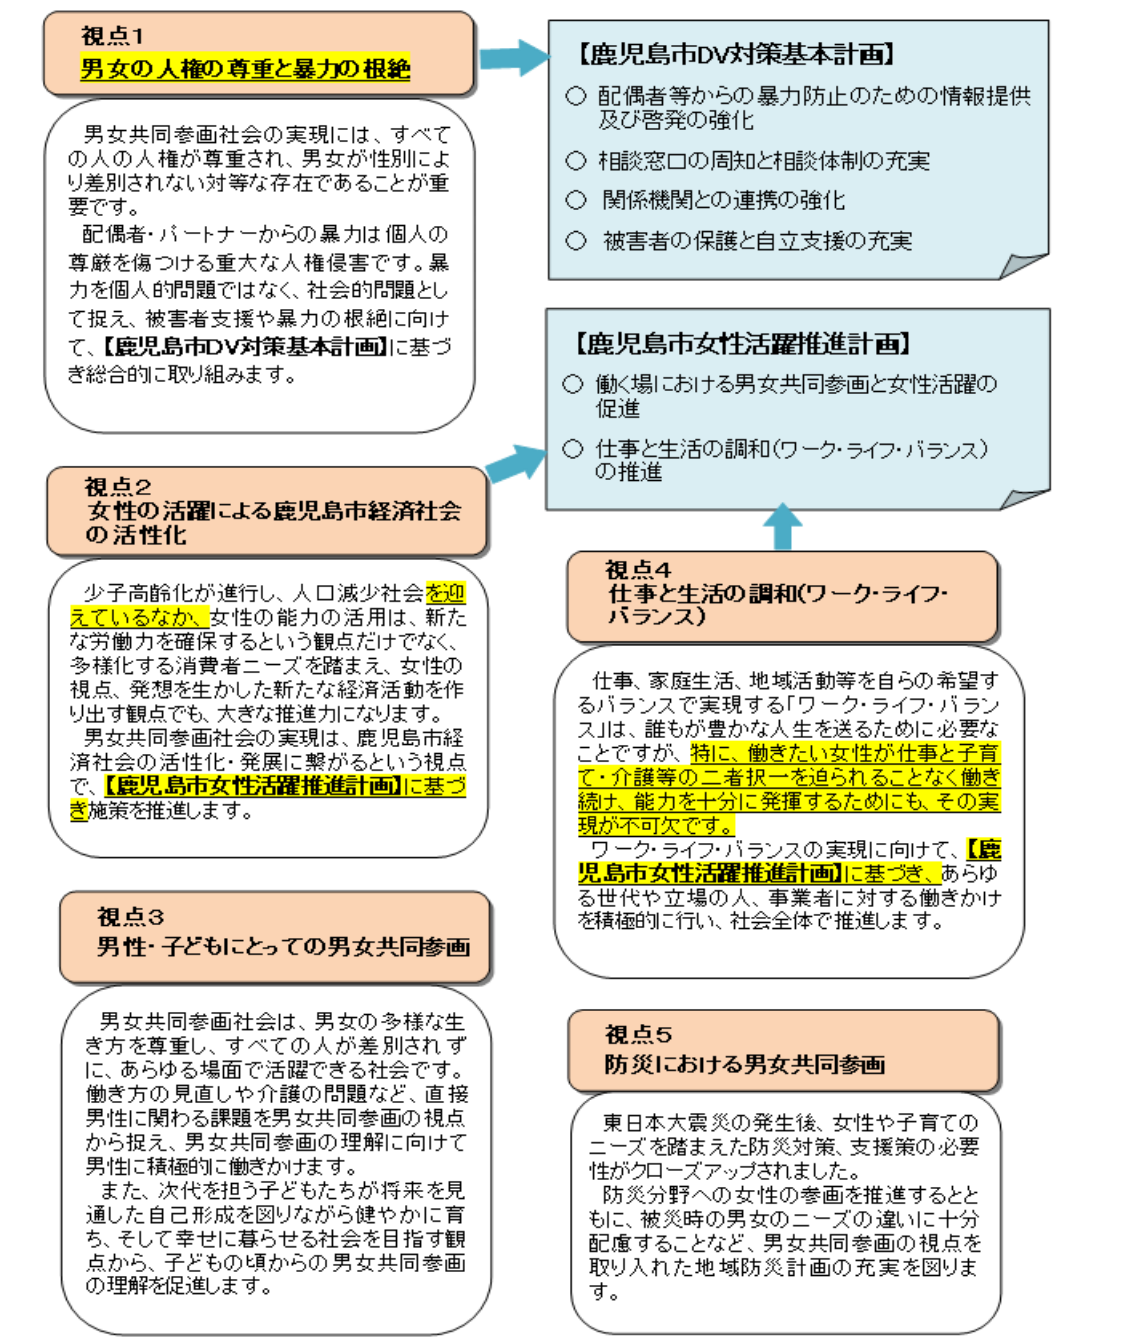 視点1
男女の人権の尊重と暴力の根絶
男女共同参画社会の実現には、すべて
の人の人権が尊重され、男女が性別によ
り差別されない対等な存在であることが重
要です。
配偶者・パートナーからの暴力は個人の
尊厳を傷つける重大な人権侵害です。暴
力を個人的問題ではなく、社会的問題とし
て捉え、被害者支援や暴力の根絶に向け
て、【鹿児島市DV対策基本計画】に基づ
き総合的に取り組みます。
【鹿児島市DV対策基本計画】
○ 配偶者等からの暴力防止のための情報提供
及び啓発の強化
○ 相談窓口の周知と相談体制の充実
○ 関係機関との連携の強化
○ 被害者の保護と自立支援の充実
【鹿児島市女性活躍推進計画】
○ 働く場における男女共同参画と女性活躍の
促進
○ 仕事と生活の調和(ワーク・ライフ・バランス)
の推進
視点2
女性の活躍による鹿児島市経済社会
の活性化
少子高齢化が進行し、人口減少社会を迎
えているなか、女性の能力の活用は、新た
な労働力を確保するという観点だけでなく、
多様化する消費者ニーズを踏まえ、女性の
視点、発想を生かした新たな経済活動を作
り出す観点でも、大きな推進力になります。
男女共同参画社会の実現は、鹿児島市経
済社会の活性化・発展に繋がるという視点
で、【鹿児島市女性活躍推進計画】に基づ
き施策を推進します。
視点3
男性・子どもにとっての男女共同参画
男女共同参画社会は、男女の多様な生
き方を尊重し、すべての人が差別されず
に、あらゆる場面で活躍できる社会です。
働き方の見直しや介護の問題など、直接
男性に関わる課題を男女共同参画の視点
から捉え、男女共同参画の理解に向けて
男性に積極的に働きかけます。
また、次代を担う子どもたちが将来を見
通した自己形成を図りながら健やかに育
ち、そして幸せに暮らせる社会を目指す観
点から、子どもの頃からの男女共同参画
の理解を促進します。
視点4
仕事と生活の調和(ワーク・ライフ・
バランス)
仕事、家庭生活、地域活動等を自らの希望す
るバランスで実現する「ワーク・ライフ・バラン
ス」は、誰もが豊かな人生を送るために必要な
ことですが、特に、働きたい女性が仕事と子育
て・介護等の二者択一を迫られることなく働き
続け、能力を十分に発揮するためにも、その実
現が不可欠です。
ワーク・ライフ・バランスの実現に向けて、【鹿
児島市女性活躍推進計画】に基づき、あらゆ
る世代や立場の人、事業者に対する働きかけ
を積極的に行い、社会全体で推進します。
視点5
防災における男女共同参画
東日本大震災の発生後、女性や子育ての
ニーズを踏まえた防災対策、支援策の必要
性がクローズアップされました。
防災分野への女性の参画を推進するとと
もに、被災時の男女のニーズの違いに十分
配慮することなど、男女共同参画の視点を
取り入れた地域防災計画の充実を図りま
す。